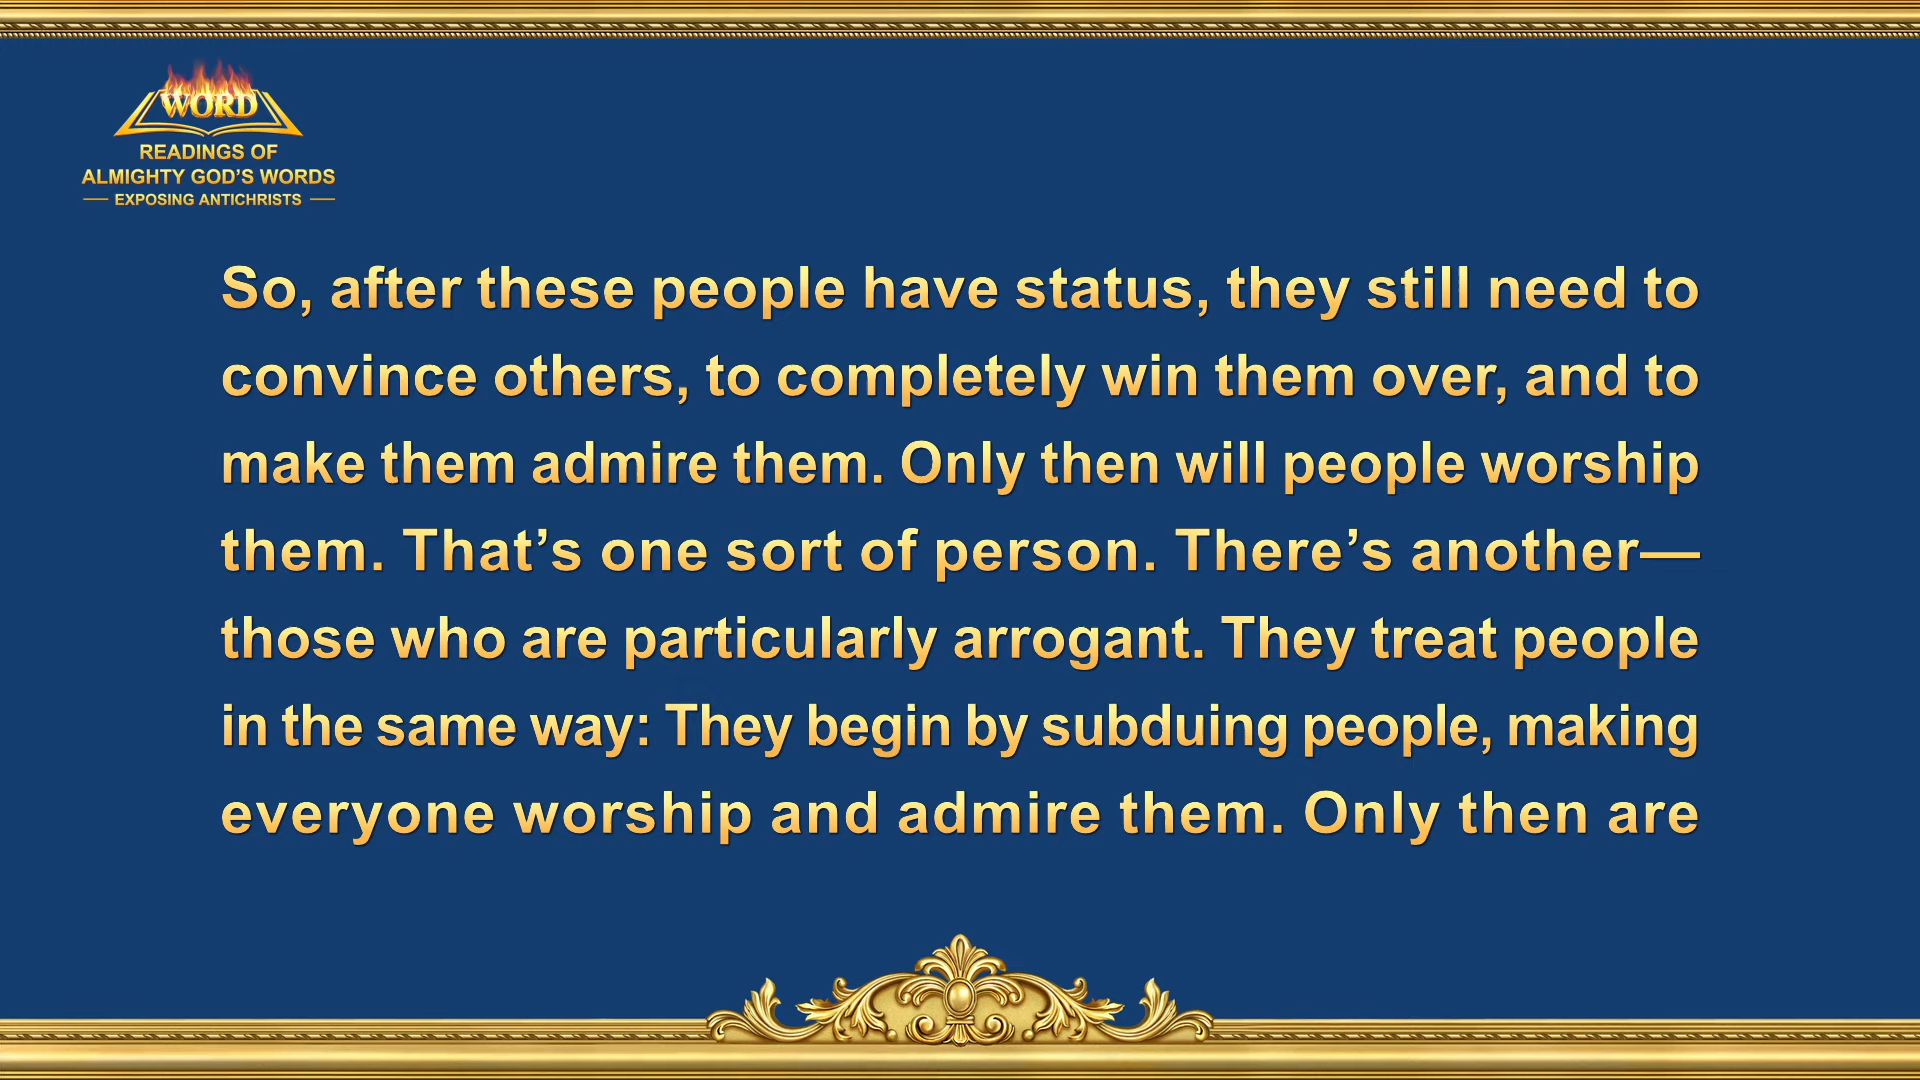 WORD
READINGS OF
ALMIGHTY GOD’S WORDS
EXPOSING ANTICHRISTS
So, after these people have status, they still need to
convince others, to completely win them over, and to
make them admire them. Only then will people worship
them. That’s one sort of person. There’s another—
those who are particularly arrogant. They treat people
in the same way: They begin by subduing people, making
everyone worship and admire them. Only then are